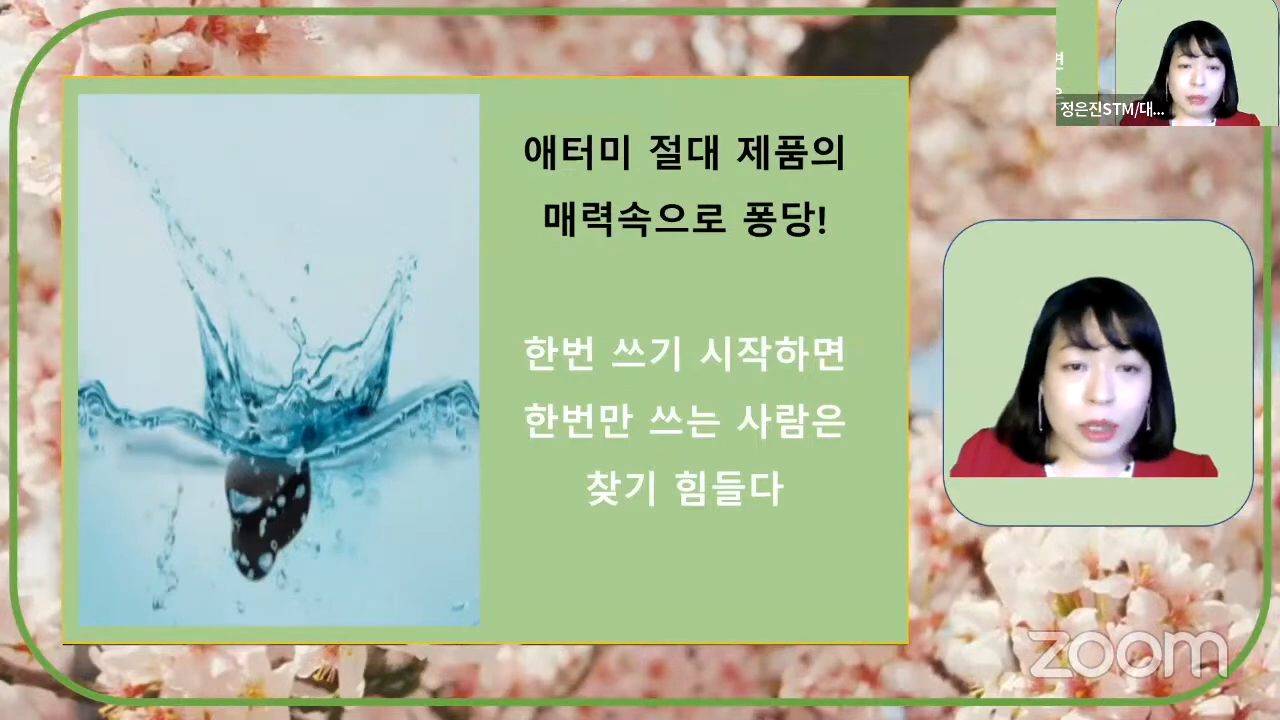 애터미 절대 제품의
매력속으로 퐁당!
한번 쓰기 시작하면
한번만 쓰는 사람은
찾기 힘들다
정은진STM/대...
zoom